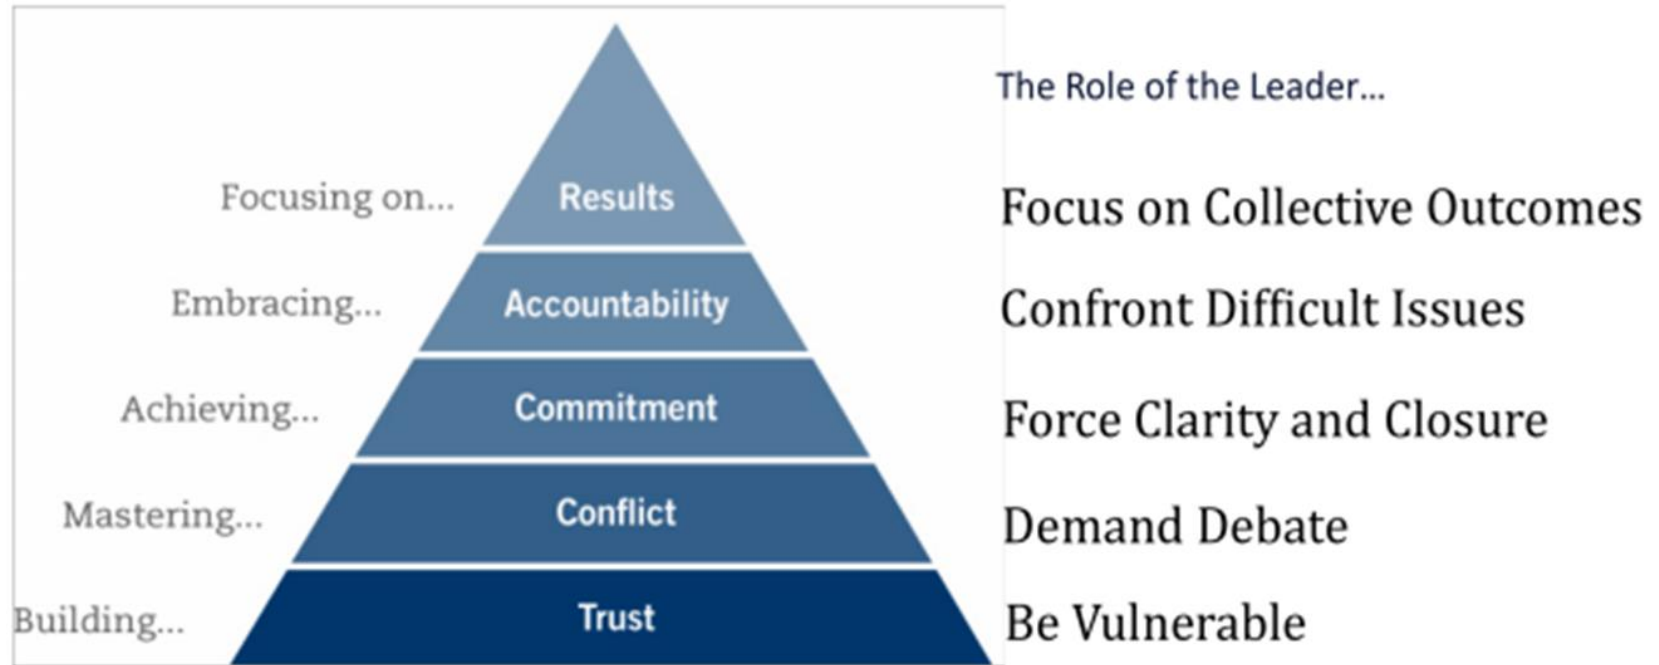 The Role of the Leader...
Focusing on... Results Focus on Collective Outcomes
Embracing... Accountability Confront Difficult Issues
Achieving... Commitment Force Clarity and Closure
Mastering... Conflict Demand Debate
Building... Trust Be Vulnerable